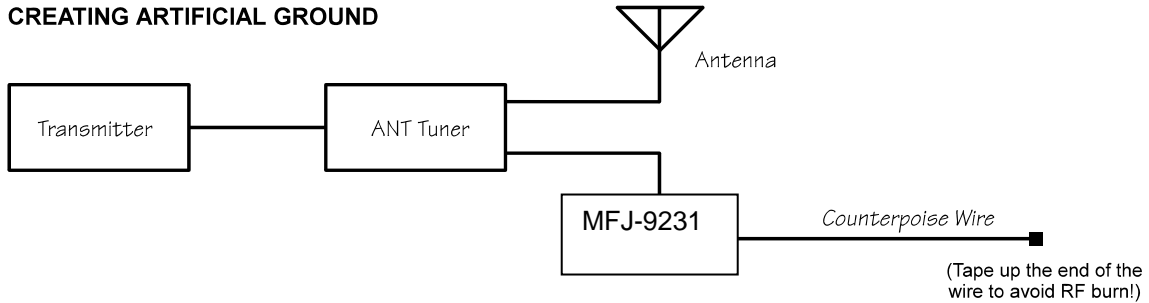 CREATING ARTIFICIAL GROUND
Antenna
Transmitter
ANT Tuner
MFJ-9231
Counterpoise Wire
(Tape up the end of the
wire to avoid RF burn!)